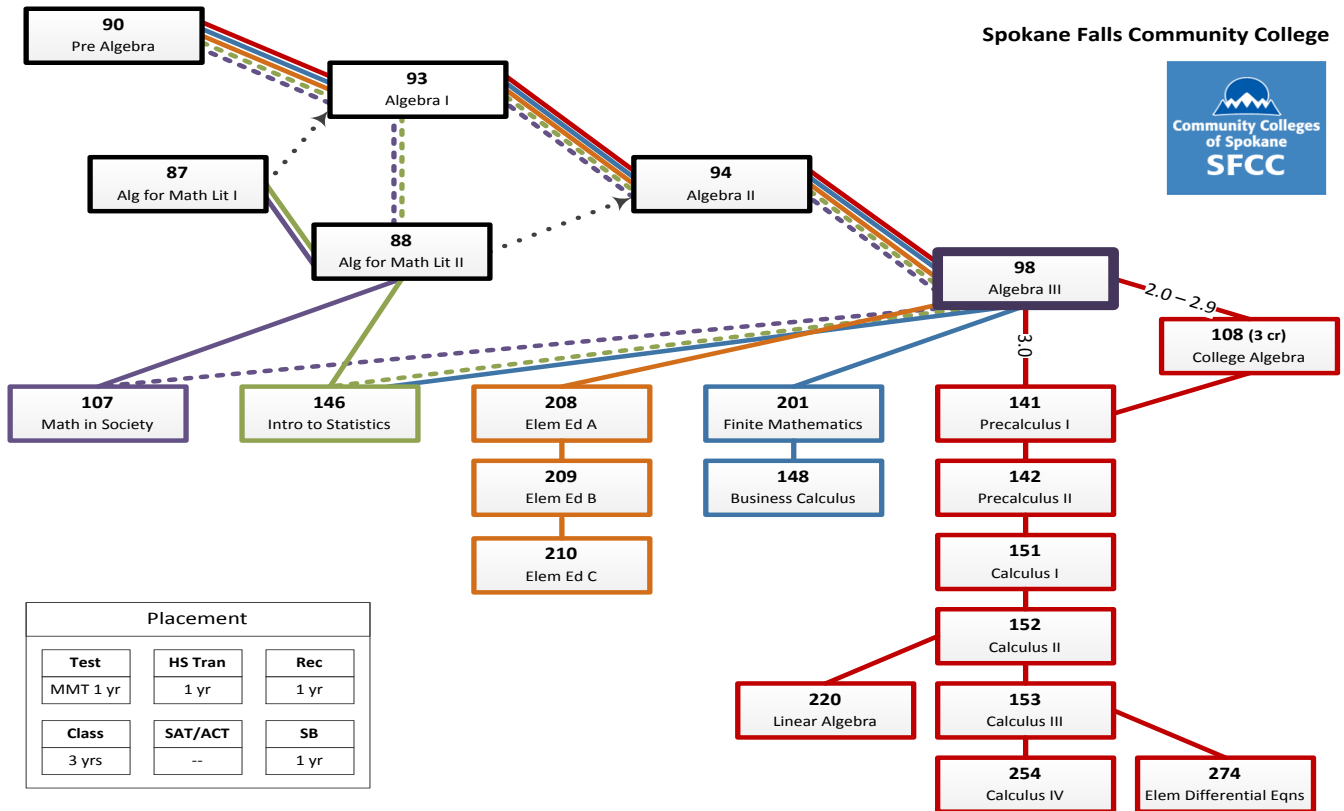 90
Pre Algebra
Spokane Falls Community College
93
Algebra I
Community Colleges
of Spokane
SFCC
87
Alg for Math Lit I
94
Algebra II
88
Alg for Math Lit II
98
Algebra III
2.0 – 2.9
3.0
108 (3 cr)
College Algebra
107
Math in Society
146
Intro to Statistics
208
Elem Ed A
201
Finite Mathematics
141
Precalculus I
209
Elem Ed B
148
Business Calculus
142
Precalculus II
210
Elem Ed C
151
Calculus I
152
Calculus II
220
Linear Algebra
153
Calculus III
254
Calculus IV
274
Elem Differential Eqns
Placement
Test
MMT 1 yr
HS Tran
1 yr
Rec
1 yr
Class
3 yrs
SAT/ACT
--
SB
1 yr